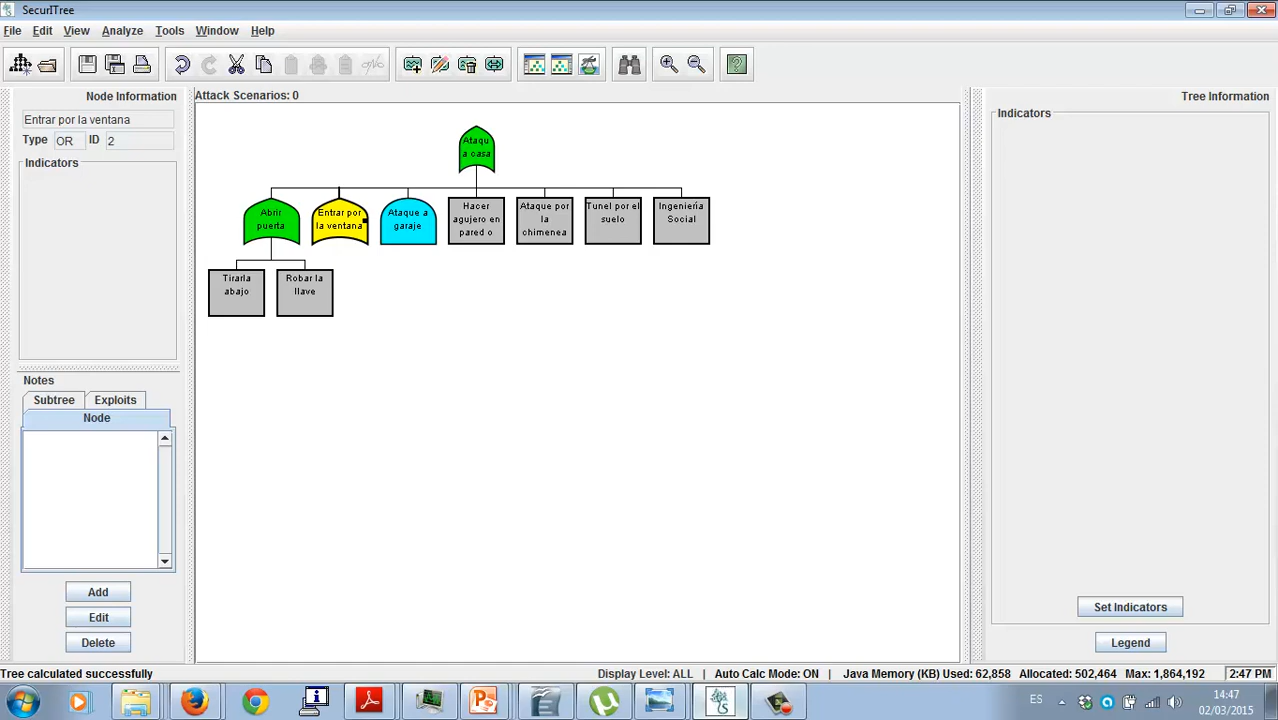 SecurITree
File Edit View Analyze Tools Window Help
Node Information
Entrar por la ventana
Type OR ID 2
Indicators
Notes
Subtree Exploits
Node
Add
Edit
Delete
Attack Scenarios: 0
Ataqu
a casa
Abrir
puerta
Entrar por
la ventana
Ataque a
garaje
Hacer
agujero en
pared o
Ataque por
la
chimenea
Tunel por el
suelo
Ingeniería
Social
Tirarla
abajo
Robar la
llave
Tree Information
Indicators
Set Indicators
Legend
Tree calculated successfully
Display Level: ALL Auto Calc Mode: ON Java Memory (KB) Used: 62,858 Allocated: 502,464 Max: 1,864,192 2:47 PM
ES
14:47
02/03/2015